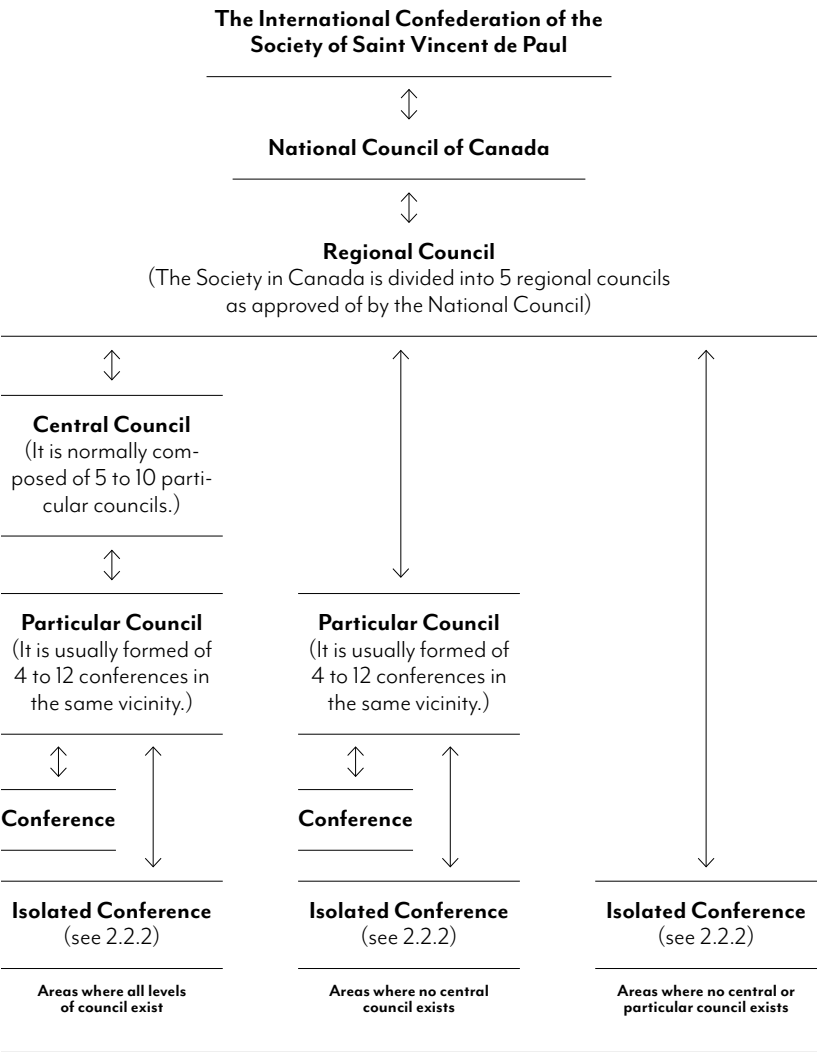 The International Confederation of the
Society of Saint Vincent de Paul
National Council of Canada
Regional Council
(The Society in Canada is divided into 5 regional councils
as approved of by the National Council)
Central Council
(It is normally com-
posed of 5 to 10 parti-
cular councils.)
Particular Council
(It is usually formed of
4 to 12 conferences in
the same vicinity.)
Conference
Isolated Conference
(see 2.2.2)
Areas where all levels
of council exist
Particular Council
(It is usually formed of
4 to 12 conferences in
the same vicinity.)
Conference
Isolated Conference
(see 2.2.2)
Areas where no central
council exists
Isolated Conference
(see 2.2.2)
Areas where no central or
particular council exists